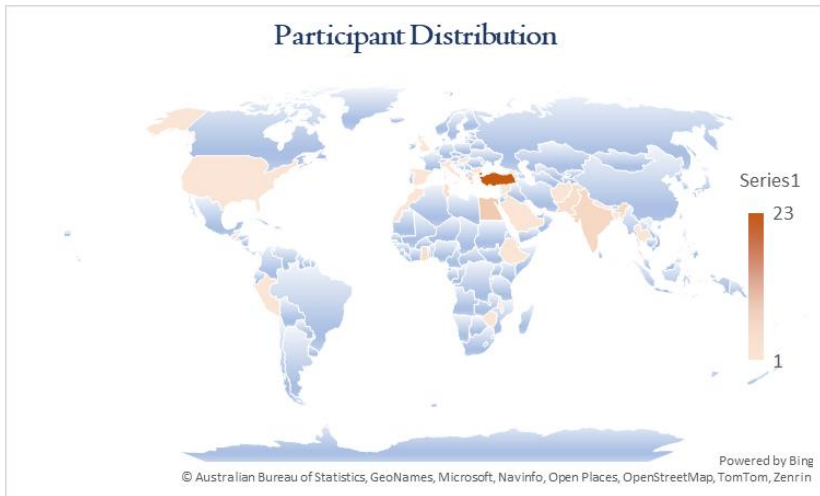 Participant Distribution
Series1
23
1
Powered by Bing
© Australian Bureau of Statistics, GeoNames, Microsoft, Navinfo, Open Places, OpenStreetMap, TomTom, Zenrin